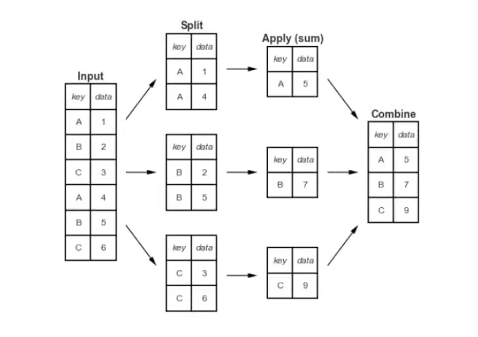 Input
key data
A 1
B 2
C 3
A 4
B 5
C 6
Split
key data
A 1
A 4
key data
B 2
B 5
key data
C 3
C 6
Apply (sum)
key data
A 5
key data
B 7
key data
C 9
Combine
key data
A 5
B 7
C 9